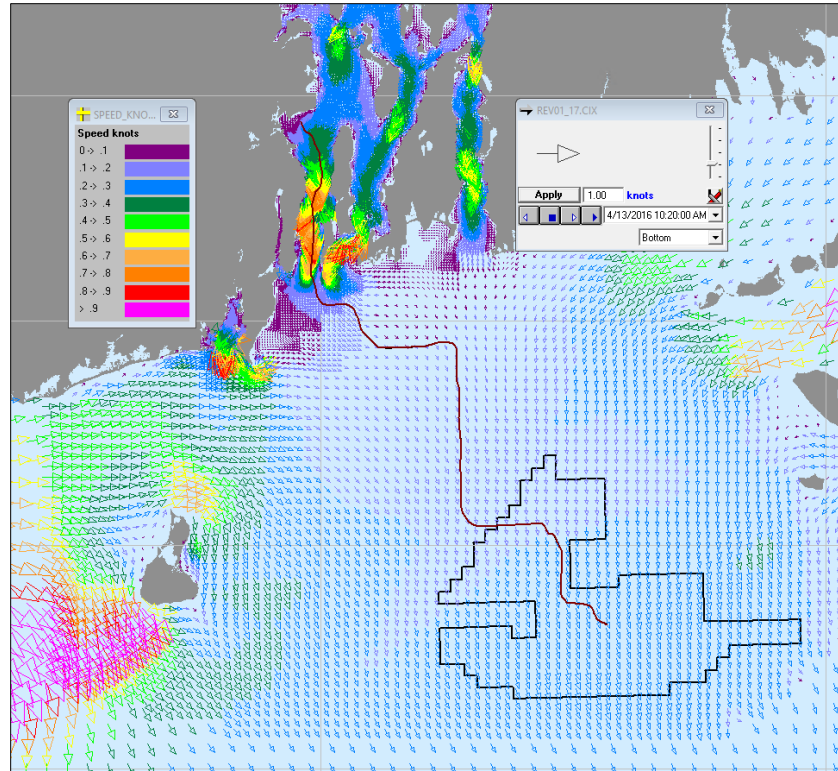 SPEED_KNO...
Speed knots
0 -> .1
.1 -> .2
.2 -> .3
.3 -> .4
.4 -> .5
.5 -> .6
.6 -> .7
.7 -> .8
.8 -> .9
> .9
REV01_17.CIX
Apply 1.00 knots
4/13/2016 10:20:00 AM
Bottom